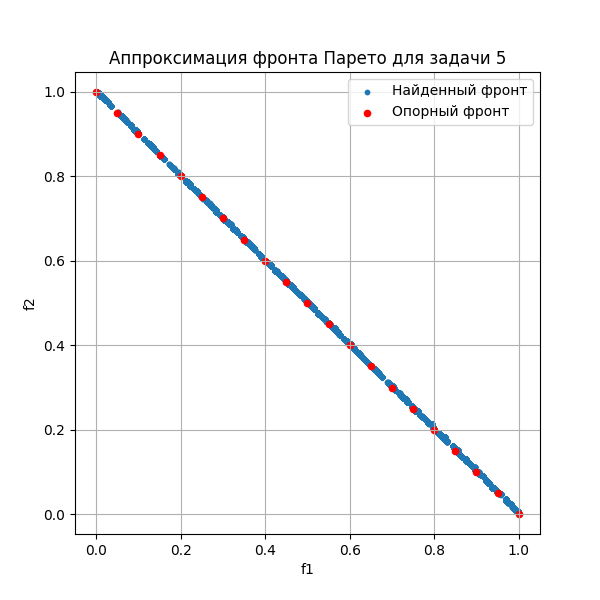 Аппроксимация фронта Парето для задачи 5
Найденный фронт
Опорный фронт
1.0
0.8
0.6
0.4
0.2
0.0
f2
0.0 0.2 0.4 0.6 0.8 1.0
f1